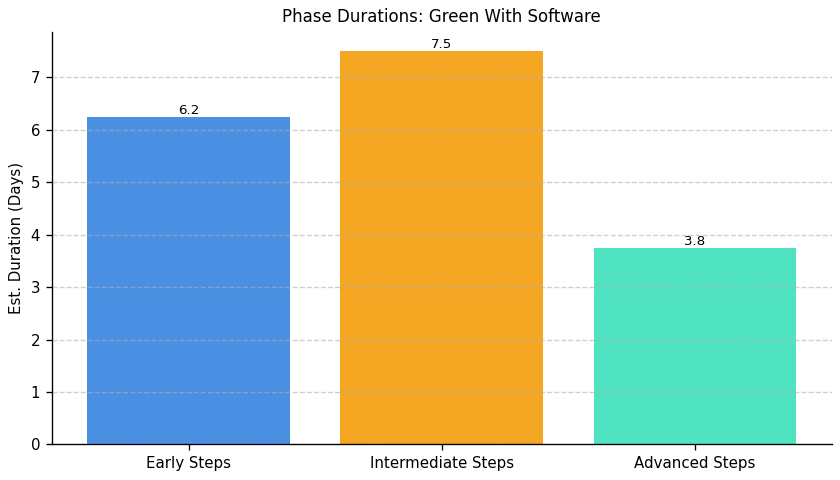 Phase Durations: Green With Software
Est. Duration (Days)
7
6
5
4
3
2
1
0
6.2
7.5
3.8
Early Steps
Intermediate Steps
Advanced Steps